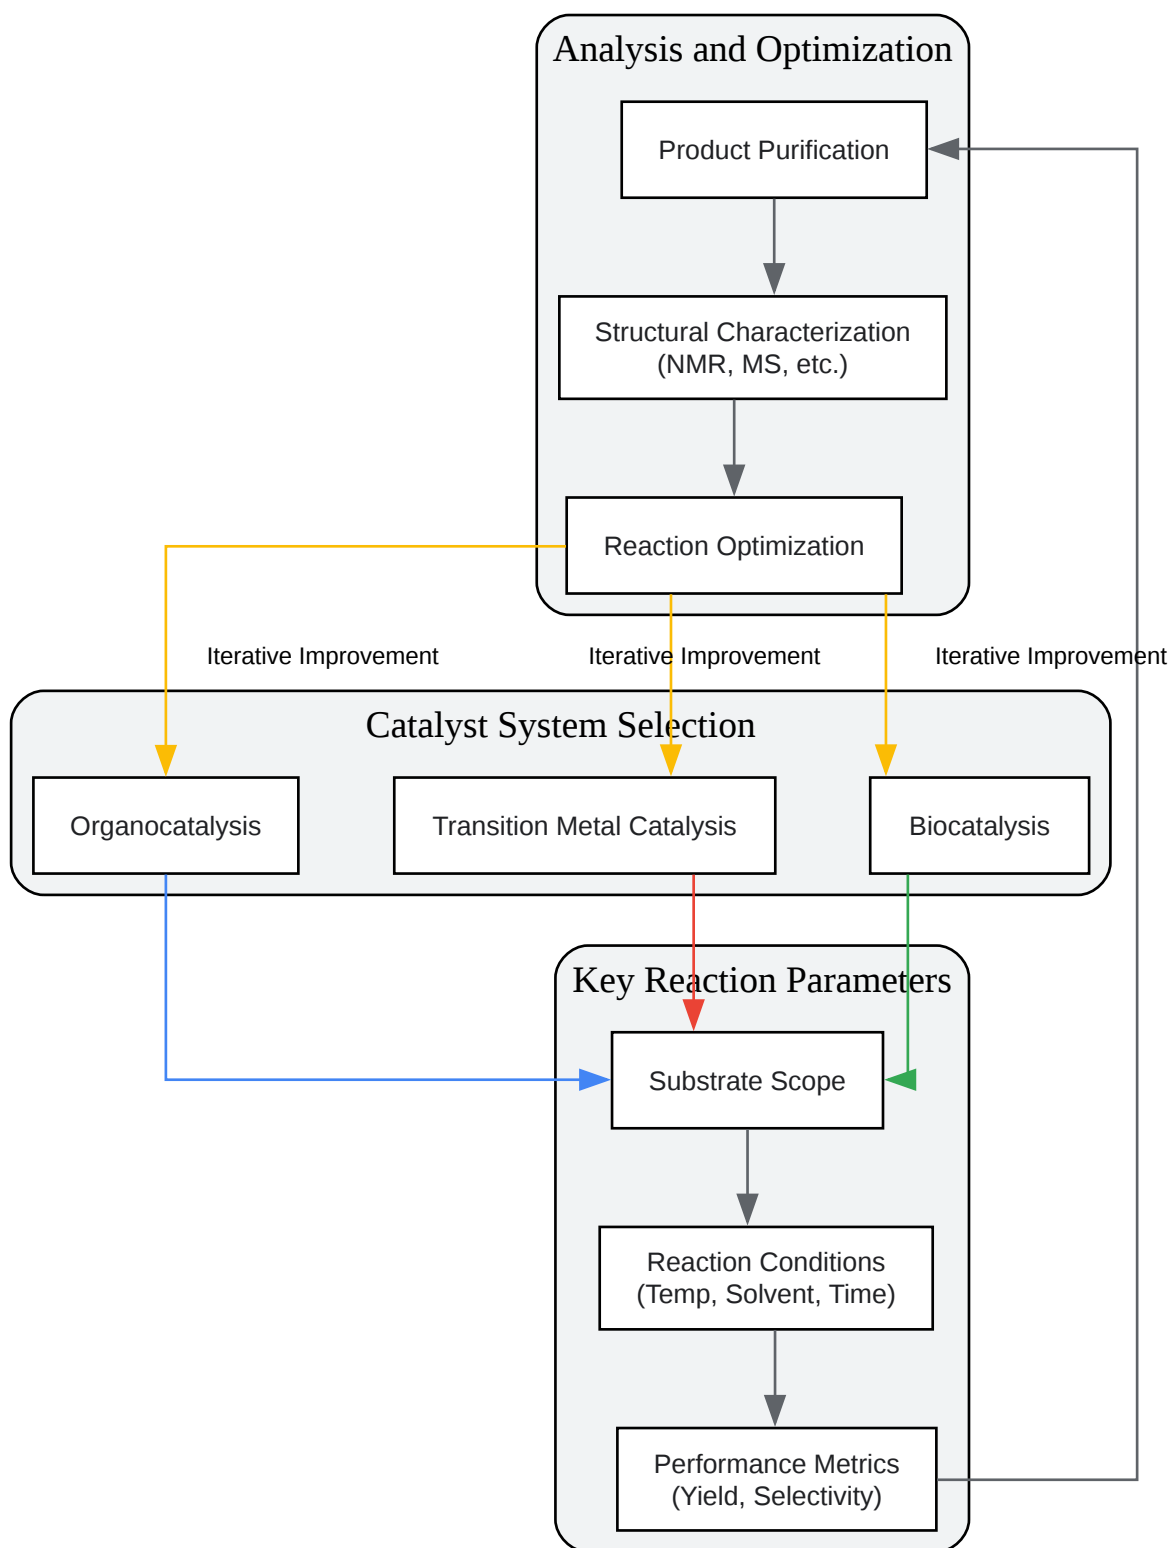 Analysis and Optimization
Product Purification
Structural Characterization
(NMR, MS, etc.)
Reaction Optimization
Iterative Improvement
Iterative Improvement
Iterative Improvement
Catalyst System Selection
Organocatalysis
Transition Metal Catalysis
Biocatalysis
Key Reaction Parameters
Substrate Scope
Reaction Conditions
(Temp, Solvent, Time)
Performance Metrics
(Yield, Selectivity)